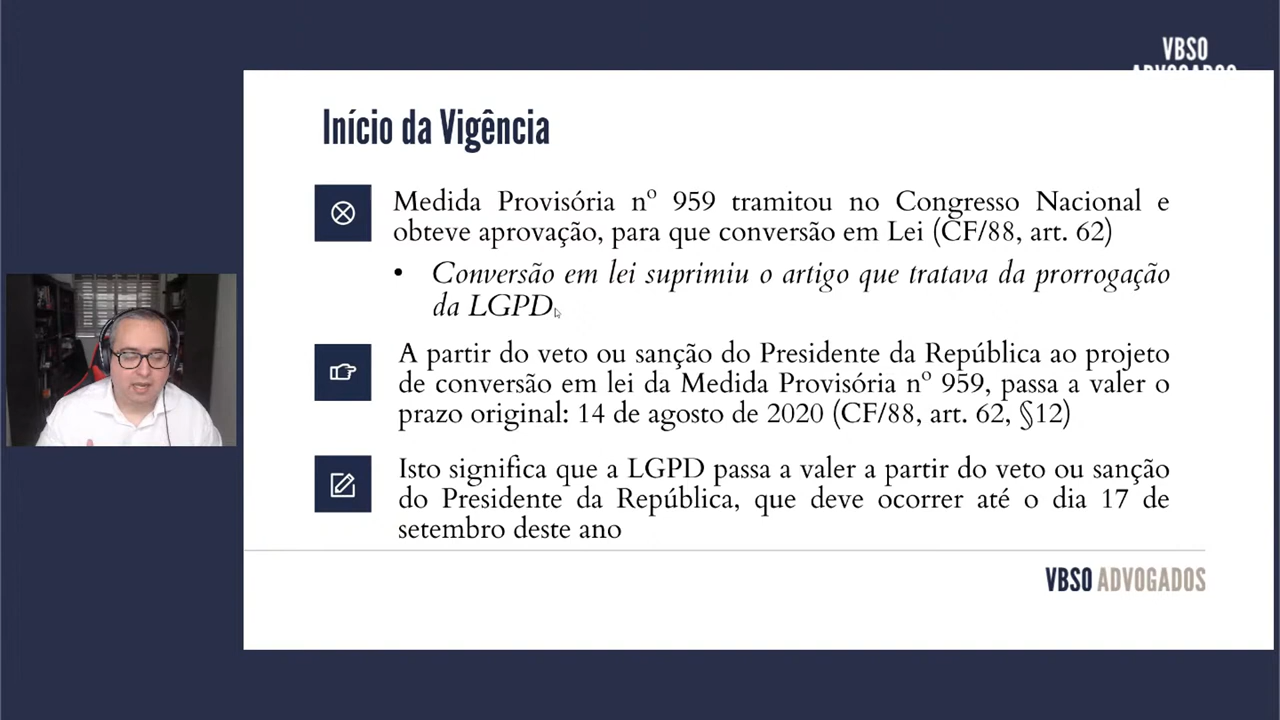 VBSO
ADVOGADOS
Início da Vigência
Medida Provisória nº 959 tramitou no Congresso Nacional e
obteve aprovação, para que conversão em Lei (CF/88, art. 62)
• Conversão em lei suprimiu o artigo que tratava da prorrogação
da LGPD
A partir do veto ou sanção do Presidente da República ao projeto
de conversão em lei da Medida Provisória nº 959, passa a valer o
prazo original: 14 de agosto de 2020 (CF/88, art. 62, §12)
Isto significa que a LGPD passa a valer a partir do veto ou sanção
do Presidente da República, que deve ocorrer até o dia 17 de
setembro deste ano
VBSO ADVOGADOS